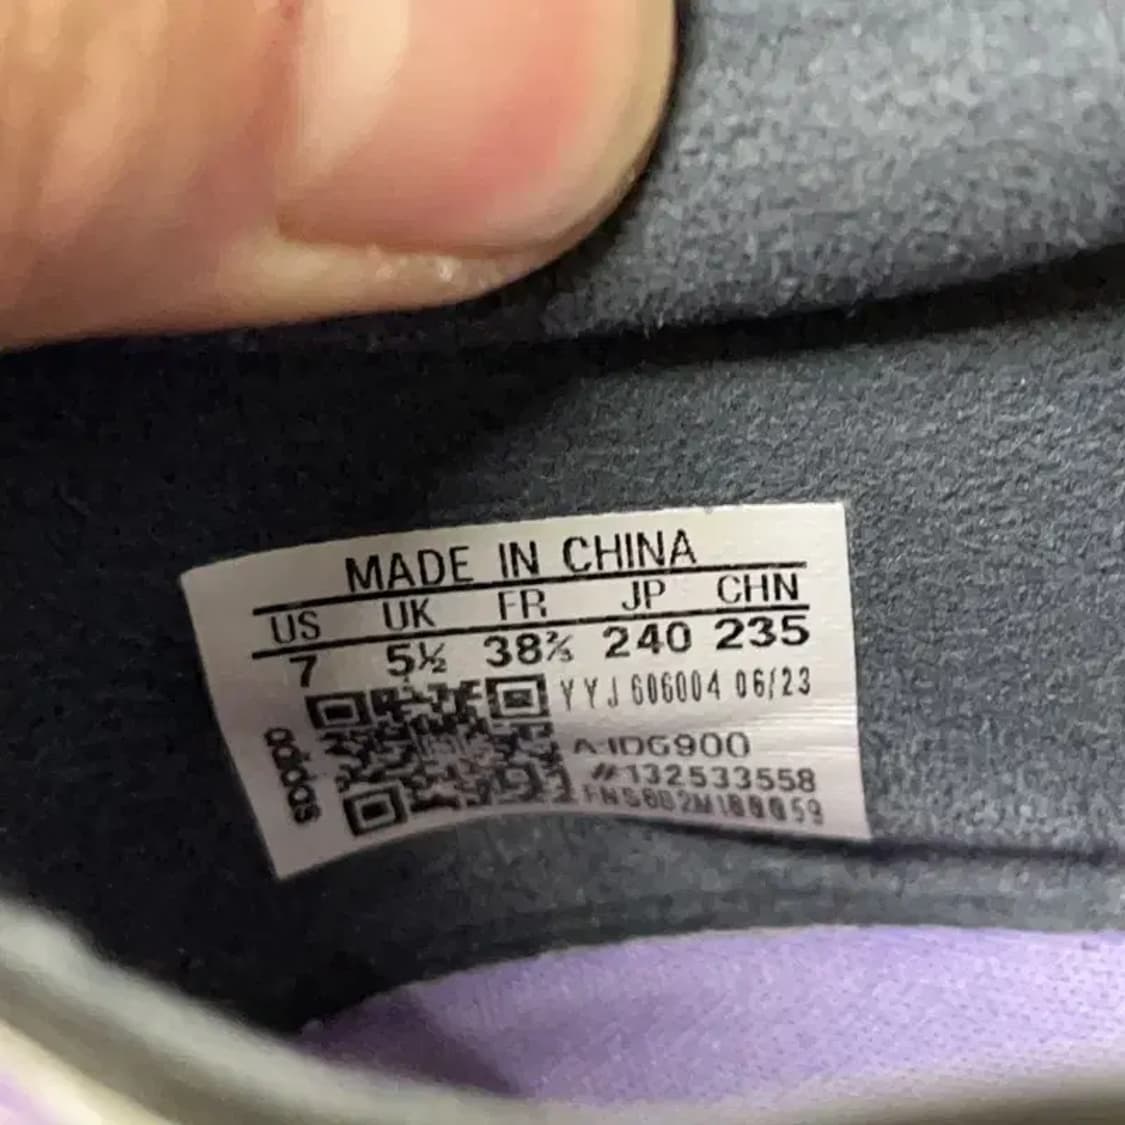 MADE IN CHINA
US UK FR JP CHN
7 5½ 38⅔ 240 235
YYJ 606004 06/23
#132533558
adidas